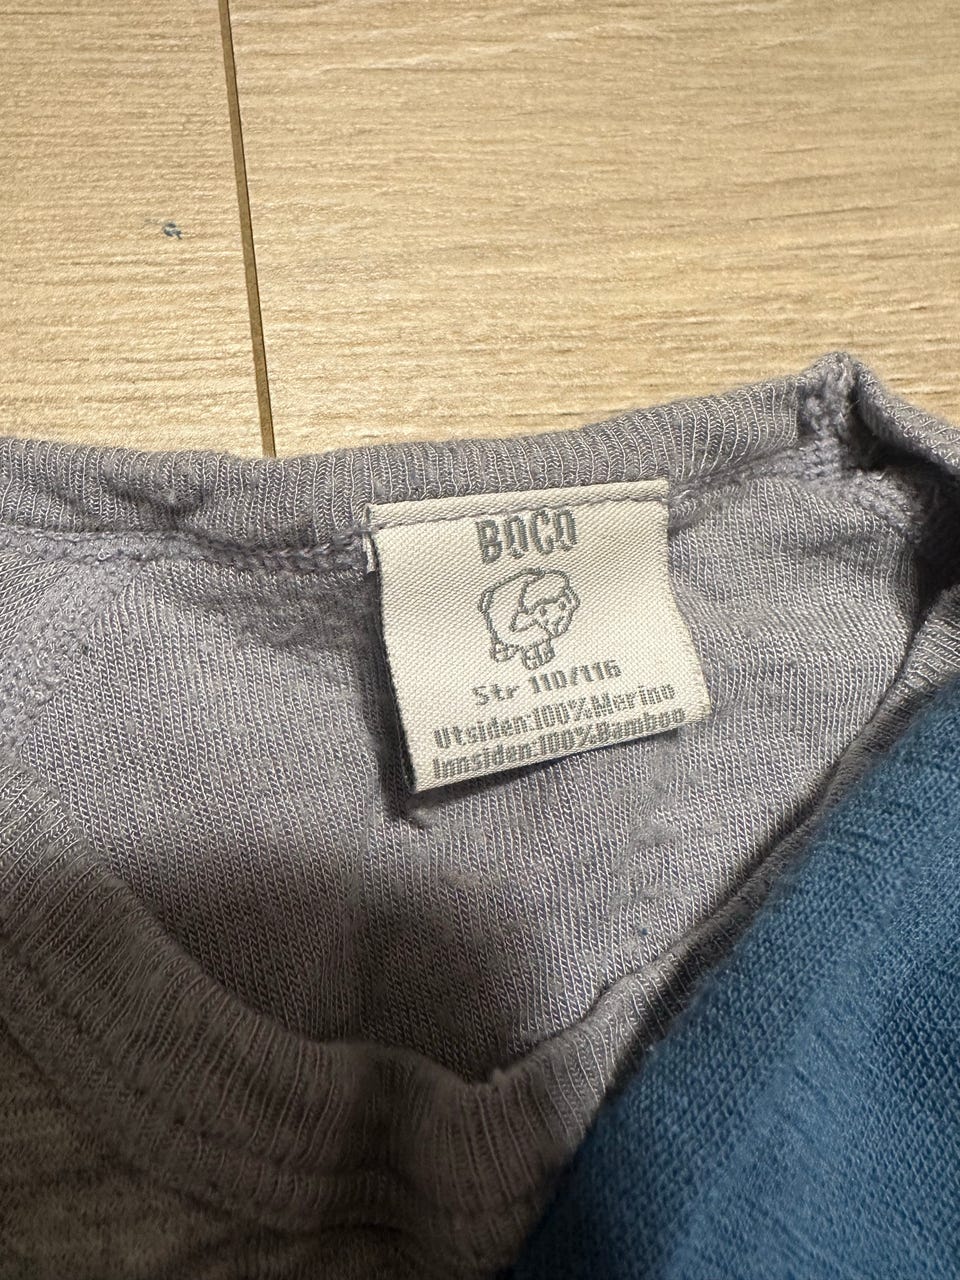 BOCO
Str 110/116
Utsiden:100%Merino
Innsiden:100%Bamboo